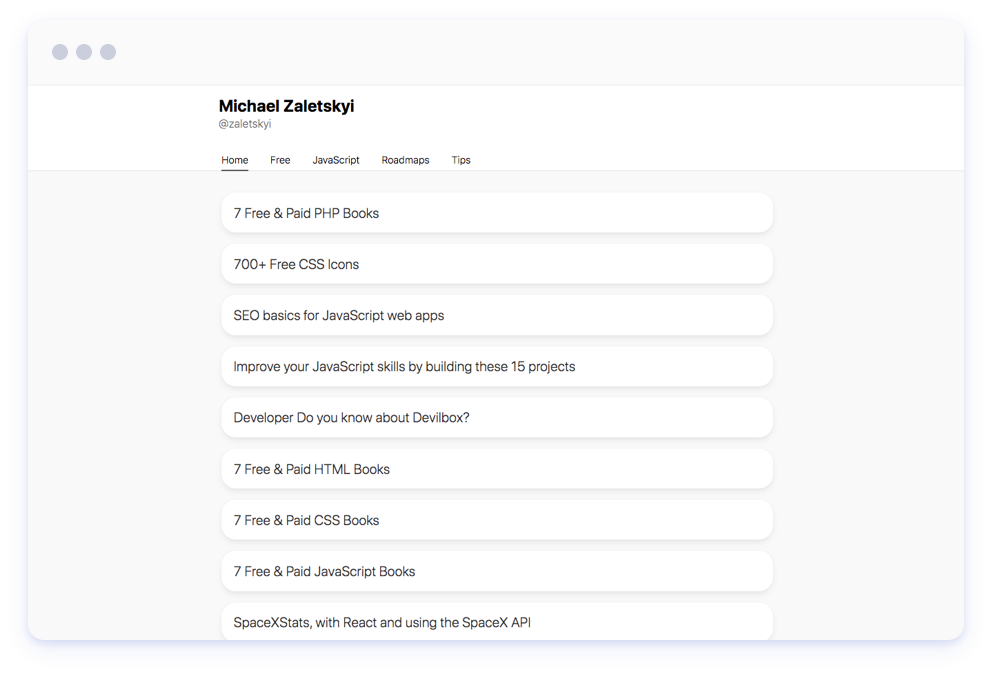 Michael Zaletskyi
@zaletskyi
Home Free JavaScript Roadmaps Tips
7 Free & Paid PHP Books
700+ Free CSS Icons
SEO basics for JavaScript web apps
Improve your JavaScript skills by building these 15 projects
Developer Do you know about Devilbox?
7 Free & Paid HTML Books
7 Free & Paid CSS Books
7 Free & Paid JavaScript Books
SpaceXStats, with React and using the SpaceX API